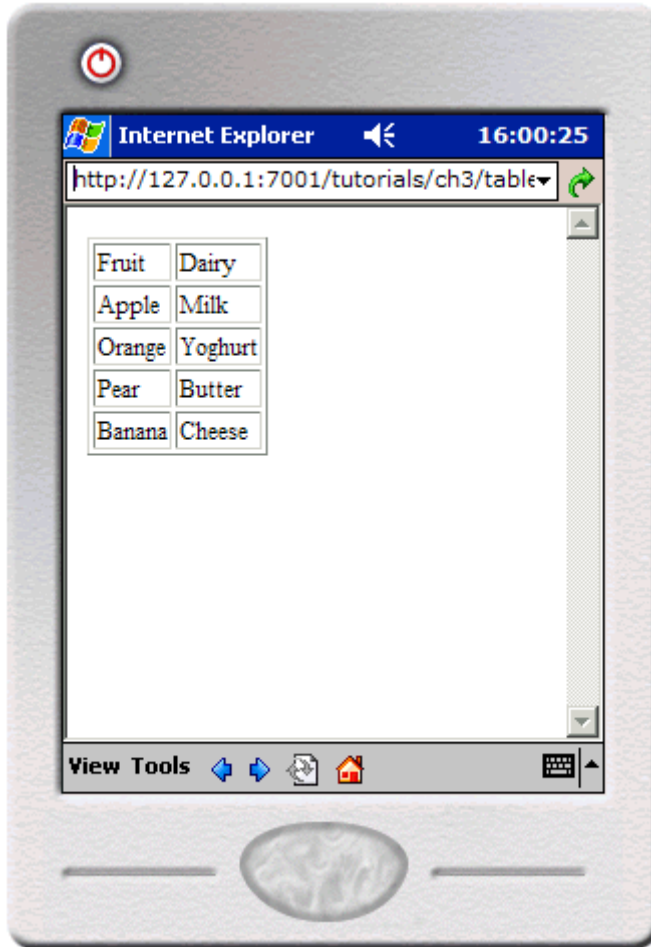 Internet Explorer 16:00:25
http://127.0.0.1:7001/tutorials/ch3/table
Fruit Dairy
Apple Milk
Orange Yoghurt
Pear Butter
Banana Cheese
View Tools